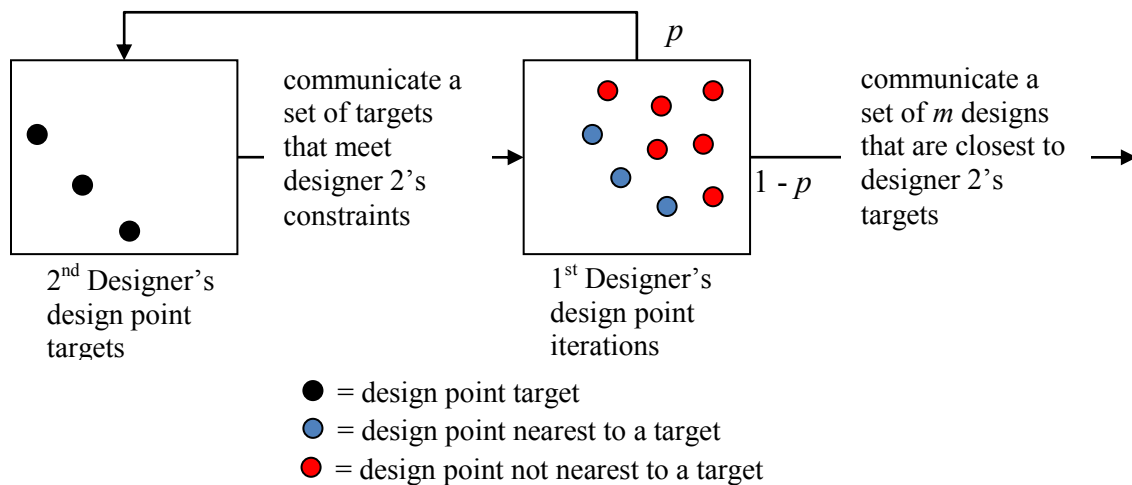 p
communicate a
set of targets
that meet
designer 2's
constraints
communicate a
set of m designs
that are closest to
designer 2's
targets
1 - p
2nd Designer's
design point
targets
1st Designer's
design point
iterations
= design point target
= design point nearest to a target
= design point not nearest to a target